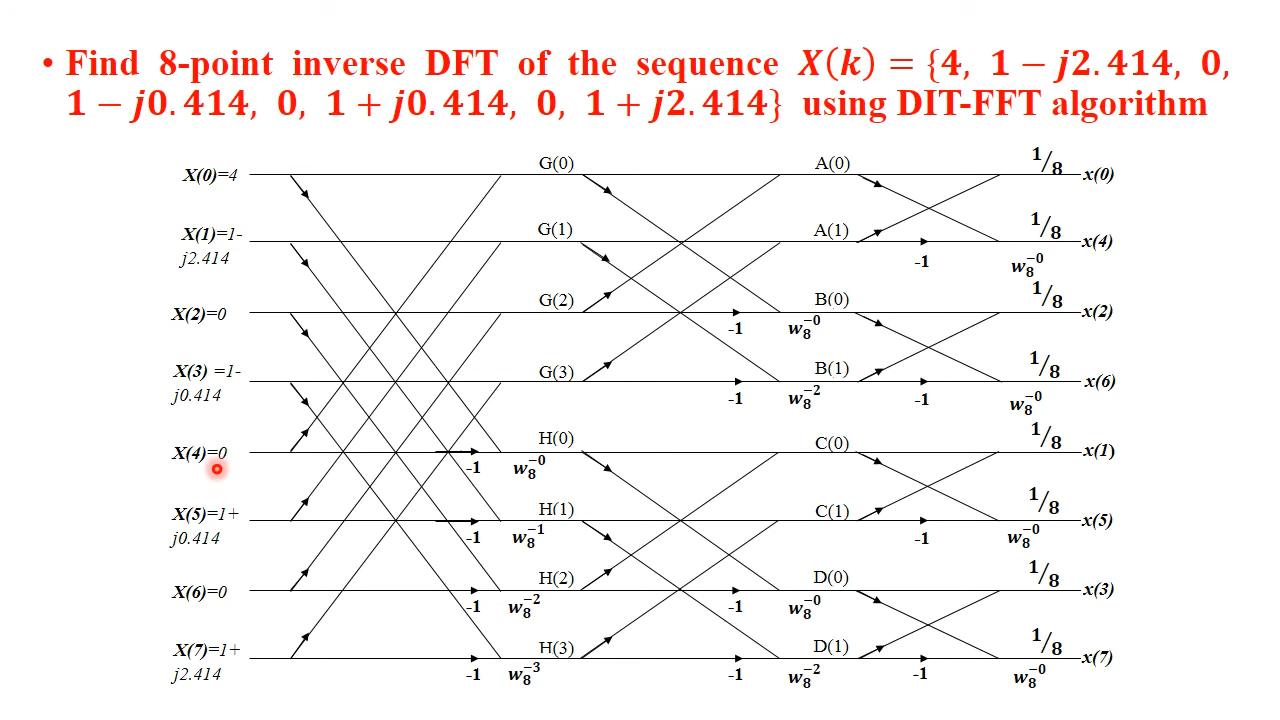 • Find 8-point inverse DFT of the sequence X(k) = {4, 1 − j2.414, 0,
1 − j0.414, 0, 1 + j0.414, 0, 1 + j2.414} using DIT-FFT algorithm
X(0)=4 G(0) A(0) 1/8 x(0)
X(1)=1- G(1) A(1) 1/8 x(4)
j2.414 -1 w₈⁻⁰
X(2)=0 G(2) B(0) 1/8 x(2)
-1 w₈⁻⁰
X(3) =1- G(3) B(1) 1/8 x(6)
j0.414 -1 w₈⁻² -1 w₈⁻⁰
X(4)=0 H(0) C(0) 1/8 x(1)
-1 w₈⁻⁰
X(5)=1+ H(1) C(1) 1/8 x(5)
j0.414 -1 w₈⁻¹ -1 w₈⁻⁰
X(6)=0 H(2) D(0) 1/8 x(3)
-1 w₈⁻² -1 w₈⁻⁰
X(7)=1+ H(3) D(1) 1/8 x(7)
j2.414 -1 w₈⁻³ -1 w₈⁻² -1 w₈⁻⁰